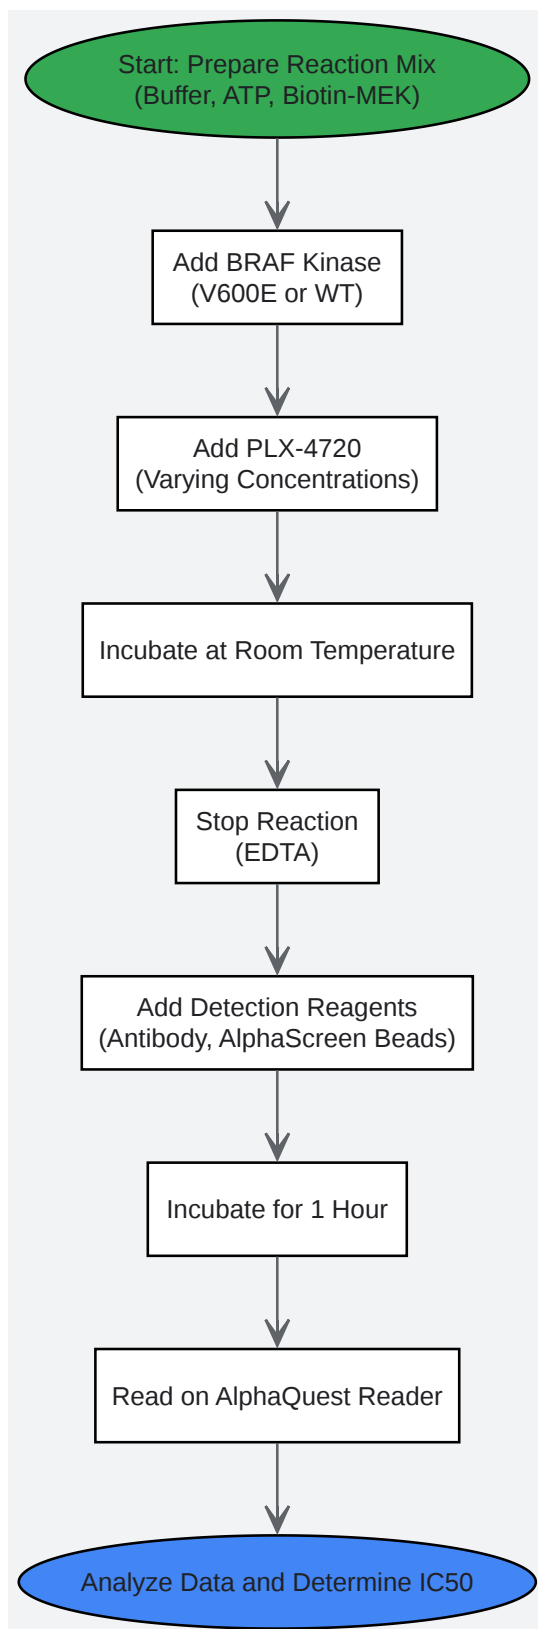 Start: Prepare Reaction Mix
(Buffer, ATP, Biotin-MEK)
Add BRAF Kinase
(V600E or WT)
Add PLX-4720
(Varying Concentrations)
Incubate at Room Temperature
Stop Reaction
(EDTA)
Add Detection Reagents
(Antibody, AlphaScreen Beads)
Incubate for 1 Hour
Read on AlphaQuest Reader
Analyze Data and Determine IC50